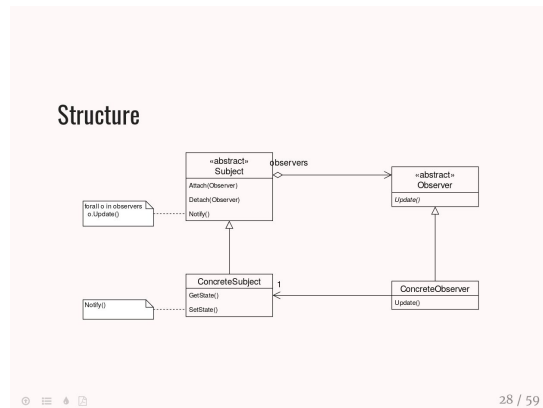 Structure
«abstract»
Subject
Attach(Observer)
Detach(Observer)
Notify()
observers
«abstract»
Observer
Update()
forall o in observers
o.Update()
ConcreteSubject
GetState()
SetState()
1
ConcreteObserver
Update()
Notify()
28 / 59